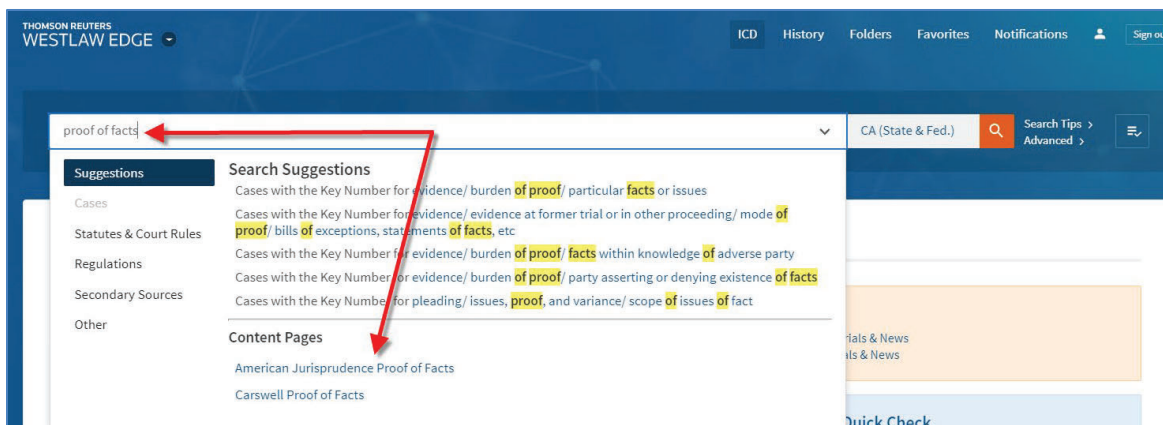 THOMSON REUTERS
WESTLAW EDGE
ICD History Folders Favorites Notifications Sign
proof of facts
CA (State & Fed.)
Search Tips >
Advanced >
Suggestions
Cases
Statutes & Court Rules
Regulations
Secondary Sources
Other
Search Suggestions
Cases with the Key Number for evidence/ burden of proof/ particular facts or issues
Cases with the Key Number for evidence/ evidence at former trial or in other proceeding/ mode of
proof/ bills of exceptions, statements of facts, etc
Cases with the Key Number for evidence/ burden of proof/ facts within knowledge of adverse party
Cases with the Key Number for evidence/ burden of proof/ party asserting or denying existence of facts
Cases with the Key Number for pleading/ issues, proof, and variance/ scope of issues of fact
Content Pages
American Jurisprudence Proof of Facts
Carswell Proof of Facts
& News
& News
Quick Check